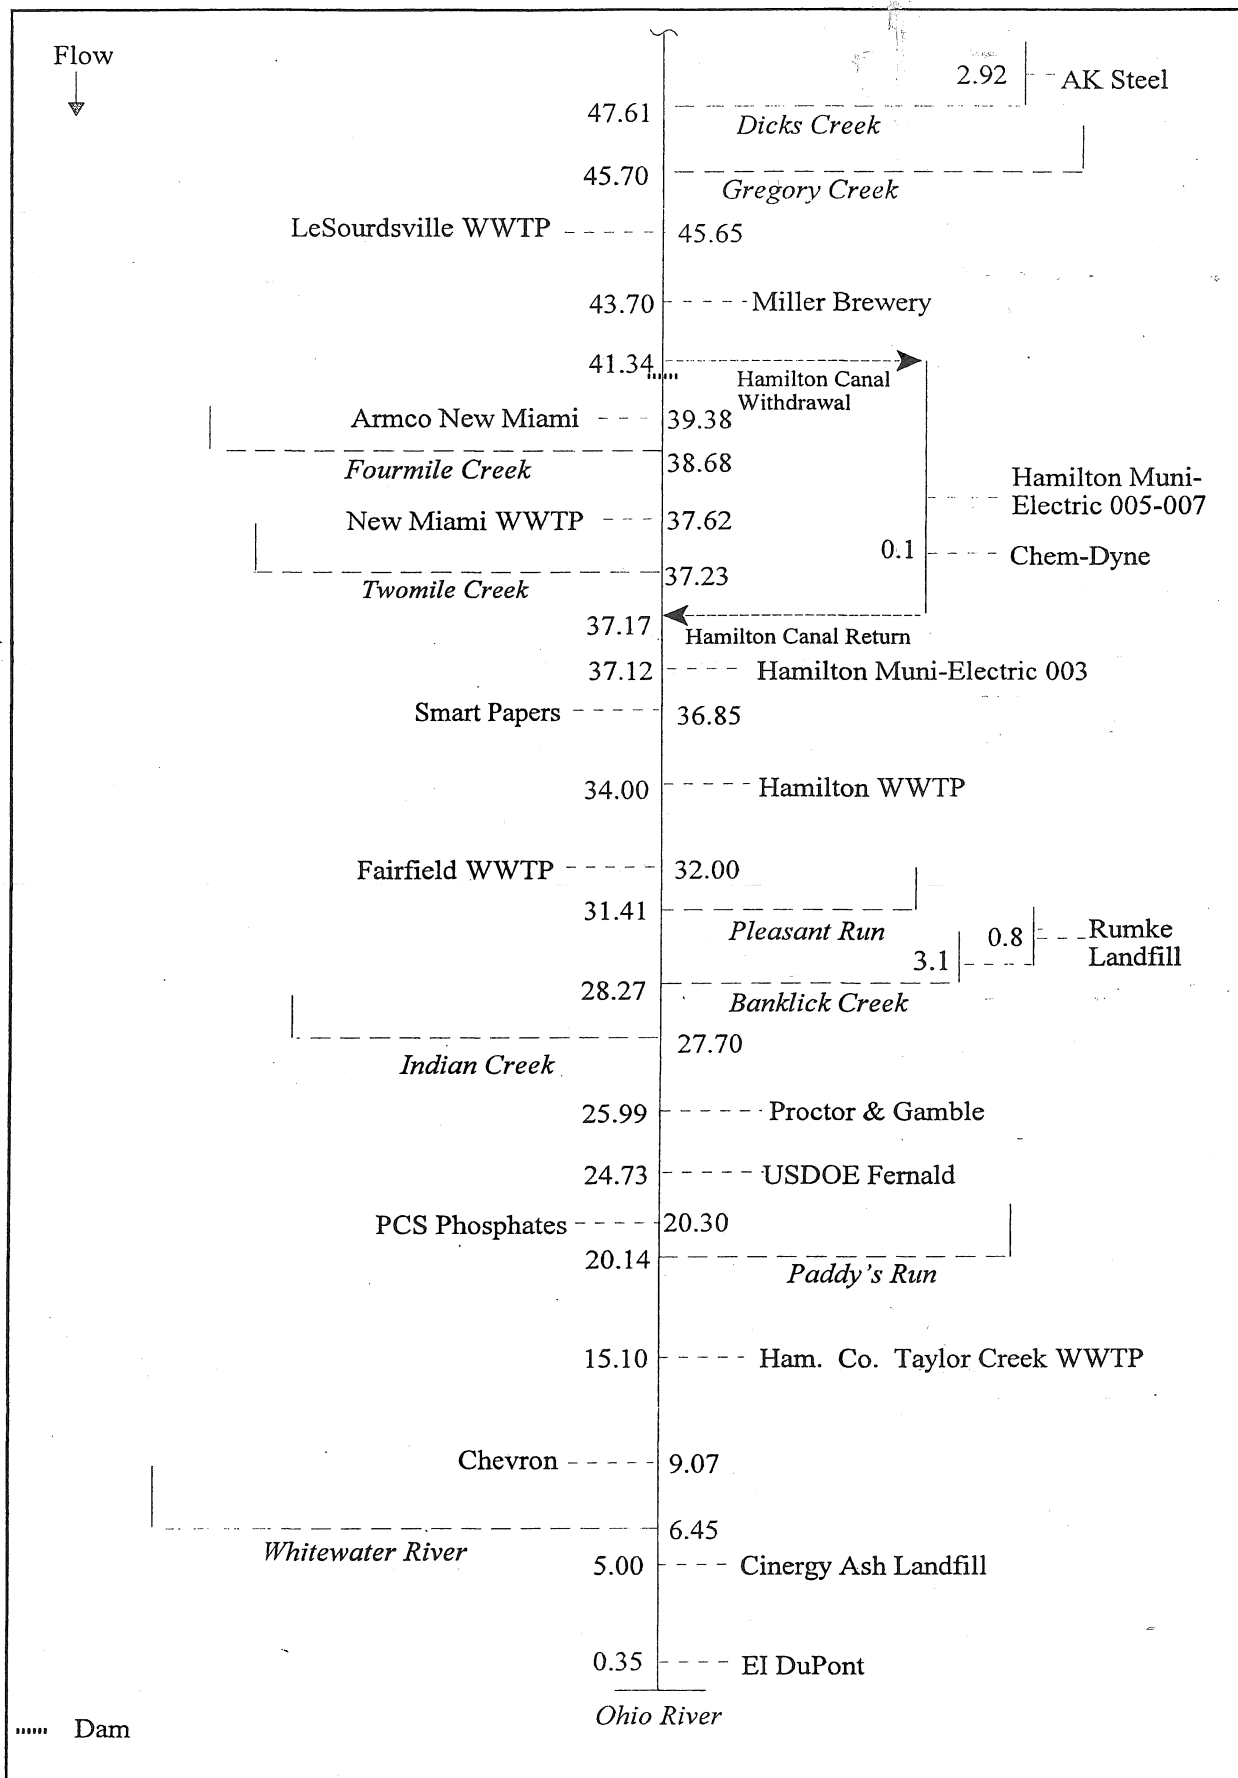 Flow
2.92 AK Steel
47.61
Dicks Creek
45.70
Gregory Creek
LeSourdsville WWTP 45.65
43.70 Miller Brewery
41.34
Hamilton Canal
Withdrawal
Armco New Miami 39.38
38.68
Fourmile Creek
Hamilton Muni-
Electric 005-007
New Miami WWTP 37.62
0.1 Chem-Dyne
37.23
Twomile Creek
37.17
Hamilton Canal Return
37.12 Hamilton Muni-Electric 003
Smart Papers 36.85
34.00 Hamilton WWTP
Fairfield WWTP 32.00
31.41
Pleasant Run
0.8 Rumke
Landfill
3.1
28.27
Banklick Creek
27.70
Indian Creek
25.99 Proctor & Gamble
24.73 USDOE Fernald
PCS Phosphates 20.30
20.14
Paddy's Run
15.10 Ham. Co. Taylor Creek WWTP
Chevron 9.07
6.45
Whitewater River
5.00 Cinergy Ash Landfill
0.35 EI DuPont
Ohio River
Dam